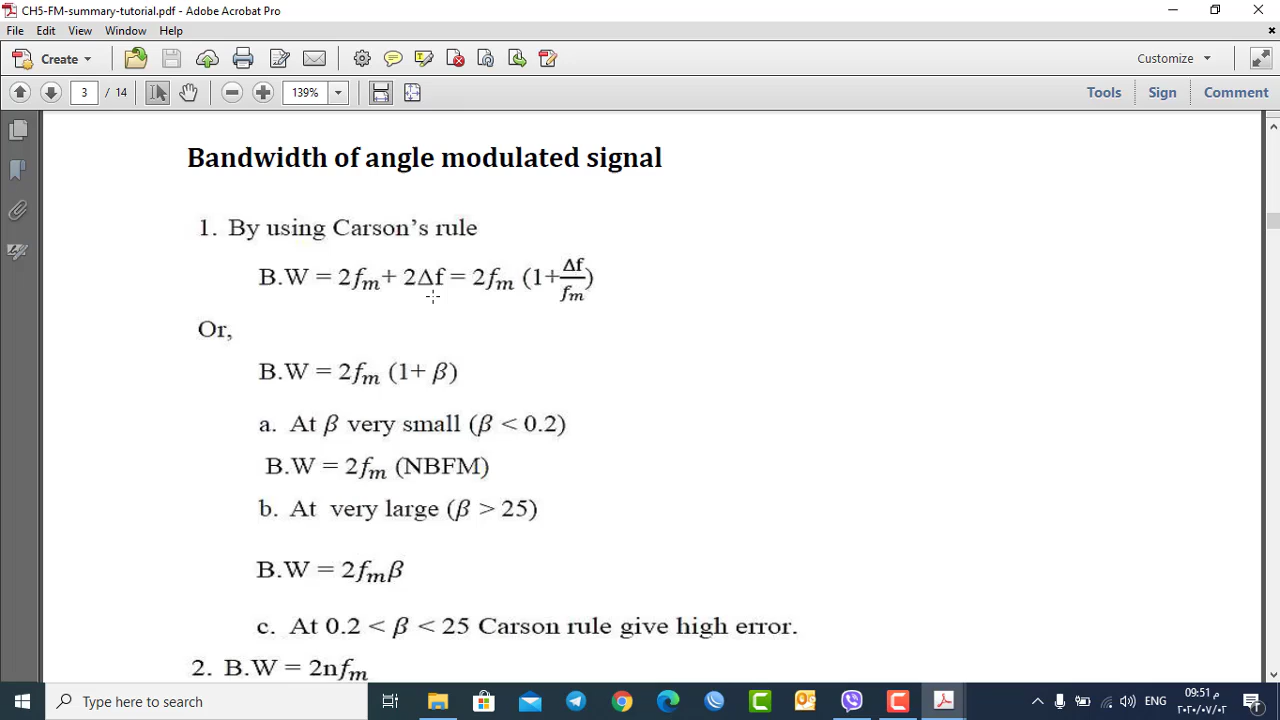 CH5-FM-summary-tutorial.pdf - Adobe Acrobat Pro
File Edit View Window Help
Create Customize
3 / 14 139% Tools Sign Comment
Bandwidth of angle modulated signal
1. By using Carson's rule
B.W = 2fₘ+ 2Δf = 2fₘ (1+Δf/fₘ)
Or,
B.W = 2fₘ (1+ β)
a. At β very small (β < 0.2)
B.W = 2fₘ (NBFM)
b. At very large (β > 25)
B.W = 2fₘβ
c. At 0.2 < β < 25 Carson rule give high error.
2. B.W = 2nfₘ
Type here to search ENG 09:51 م